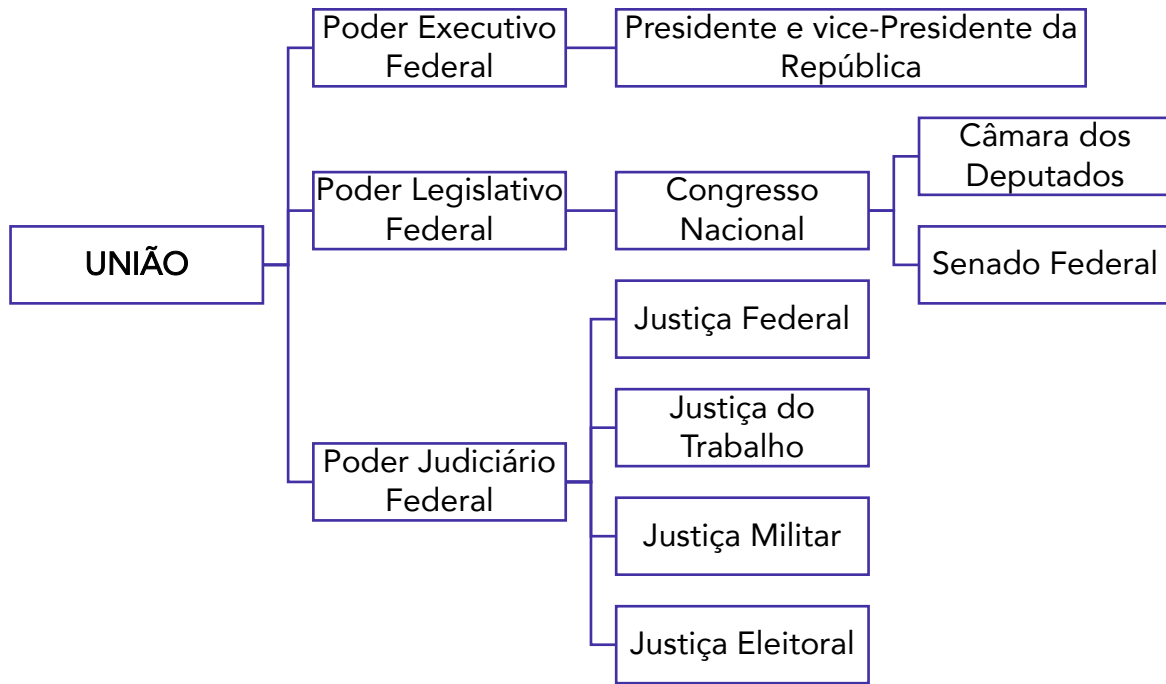 Poder Executivo
Federal
Presidente e vice-Presidente da
República
Câmara dos
Deputados
Poder Legislativo
Federal
Congresso
Nacional
UNIÃO
Senado Federal
Justiça Federal
Justiça do
Trabalho
Poder Judiciário
Federal
Justiça Militar
Justiça Eleitoral